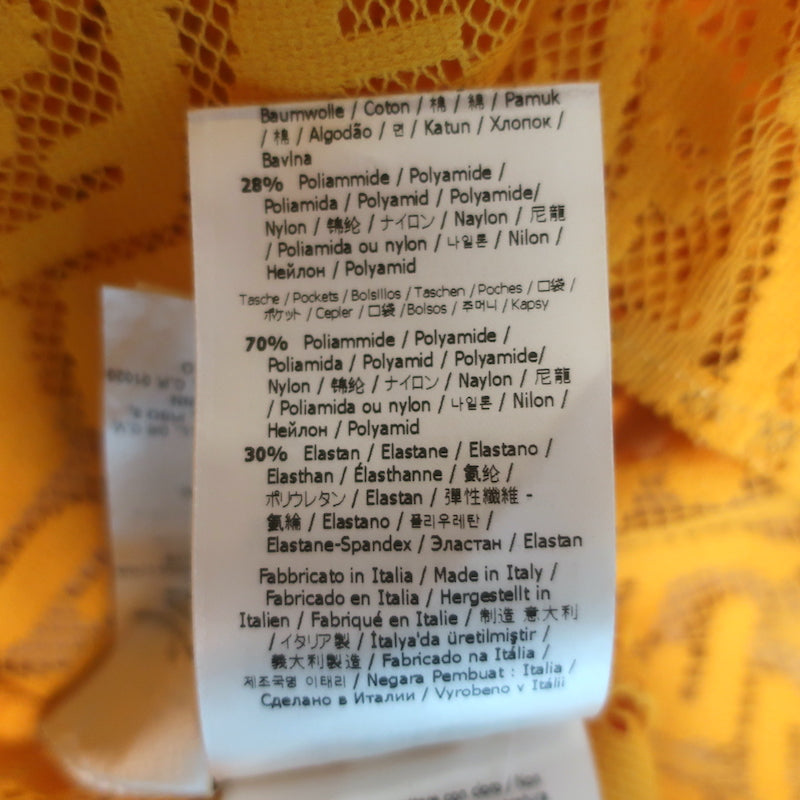 Baumwolle / Coton / 棉 / 綿 / Pamuk
/ 棉 / Algodão / 면 / Katun / Хлопок /
Bavlna
28% Poliammide / Polyamide /
Poliamida / Polyamid / Polyamide/
Nylon / 锦纶 / ナイロン / Naylon / 尼龍
/ Poliamida ou nylon / 나일론 / Nilon /
Нейлон / Polyamid
Tasche / Pockets / Bolsillos / Taschen / Poches / 口袋 /
ポケット / Cepler / 口袋 /Bolsos / 주머니 / Kapsy
70% Poliammide / Polyamide /
Poliamida / Polyamid / Polyamide/
Nylon / 锦纶 / ナイロン / Naylon / 尼龍
/ Poliamida ou nylon / 나일론 / Nilon /
Нейлон / Polyamid
30% Elastan / Elastane / Elastano /
Elasthan / Élasthanne / 氨纶 /
ポリウレタン / Elastan / 彈性纖維 -
氨綸 / Elastano / 폴리우레탄 /
Elastane-Spandex / Эластан / Elastan
Fabbricato in Italia / Made in Italy /
Fabricado en Italia / Hergestellt in
Italien / Fabriqué en Italie / 制造 意大利
/ イタリア製 / İtalya'da üretilmiştir /
義大利製造 / Fabricado na Itália /
제조국명 이태리 / Negara Pembuat : Italia /
Сделано в Италии / Vyrobeno v Itálii